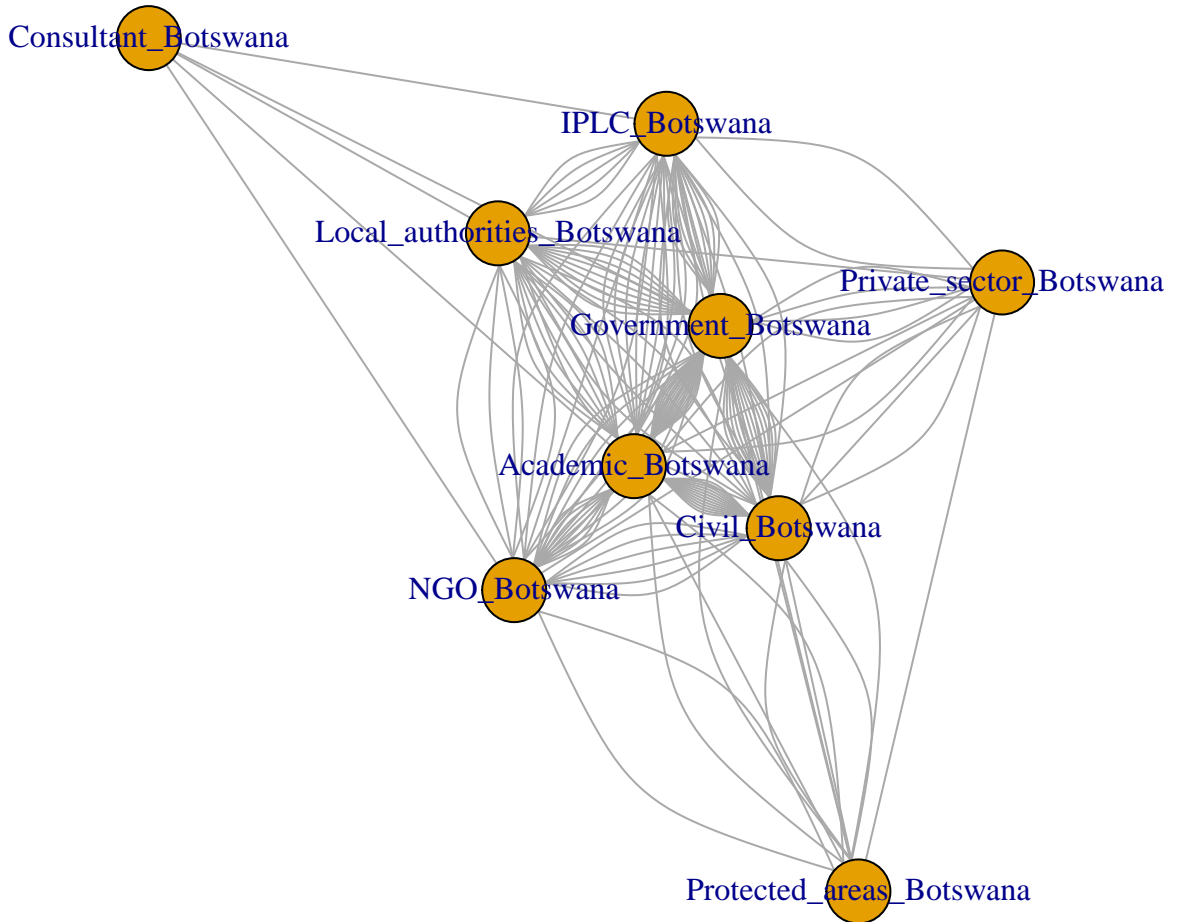 Consultant_Botswana
IPLC_Botswana
Local_authorities_Botswana
Private_sector_Botswana
Government_Botswana
Academic_Botswana
Civil_Botswana
NGO_Botswana
Protected_areas_Botswana